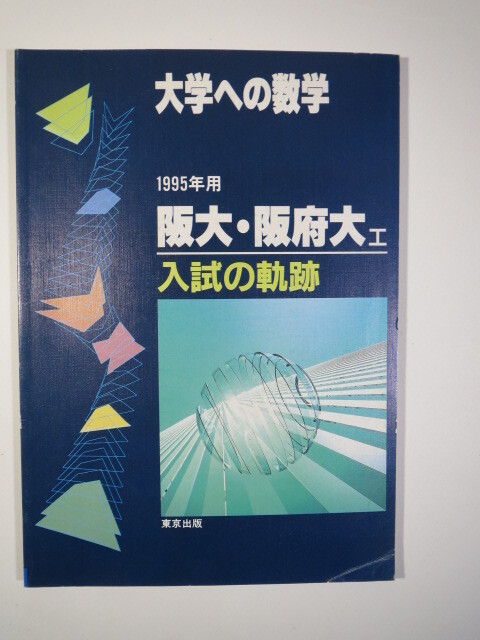 大学への数学
1995年用
阪大・阪府大工
入試の軌跡
東京出版